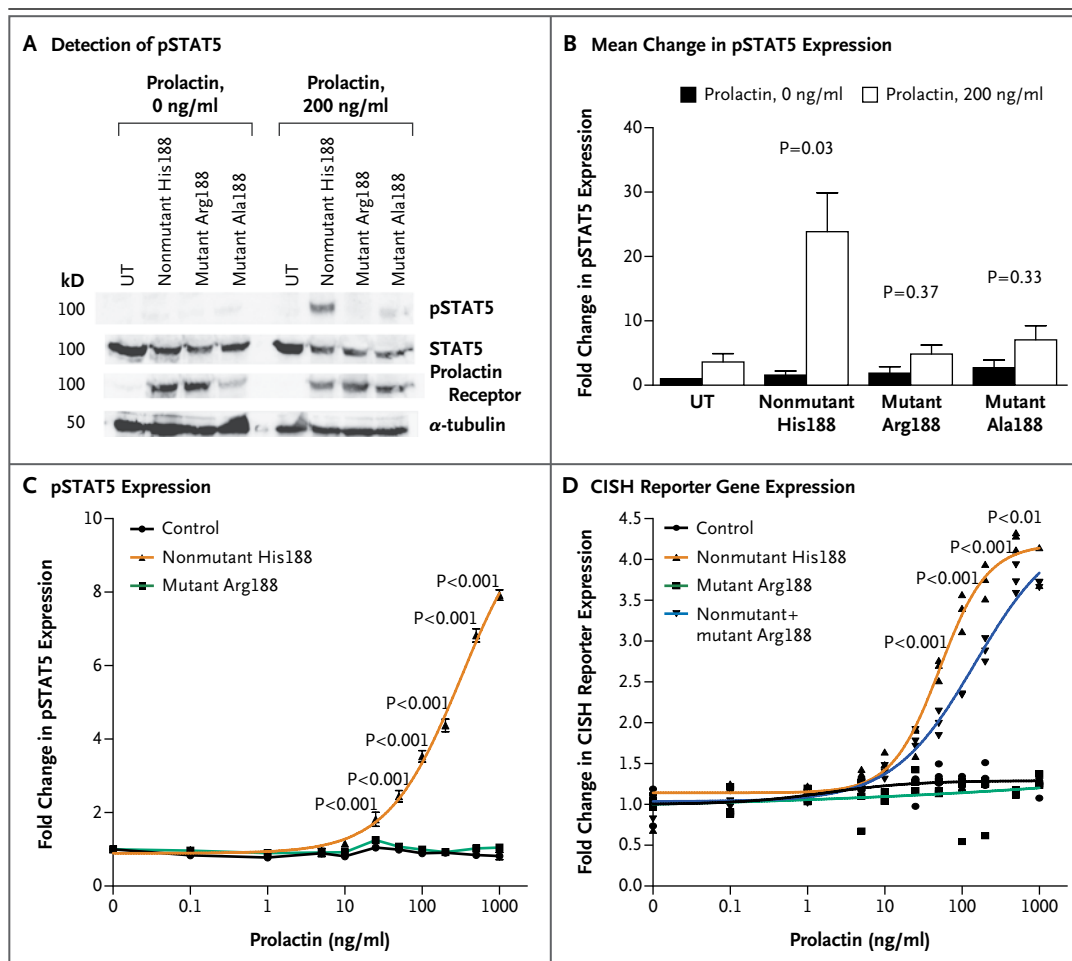 A Detection of pSTAT5
Prolactin,
0 ng/ml
Prolactin,
200 ng/ml
kD
UT
Nonmutant His188
Mutant Arg188
Mutant Ala188
UT
Nonmutant His188
Mutant Arg188
Mutant Ala188
100
pSTAT5
100
STAT5
100
Prolactin
Receptor
50
α-tubulin
B Mean Change in pSTAT5 Expression
Prolactin, 0 ng/ml
Prolactin, 200 ng/ml
Fold Change in pSTAT5 Expression
40
30
20
10
0
P=0.03
P=0.37
P=0.33
UT
Nonmutant
His188
Mutant
Arg188
Mutant
Ala188
C pSTAT5 Expression
Control
Nonmutant His188
Mutant Arg188
Fold Change in pSTAT5 Expression
10
8
6
4
2
0
P<0.001
P<0.001
P<0.001
P<0.001
P<0.001
P<0.001
0
0.1
1
10
100
1000
Prolactin (ng/ml)
D CISH Reporter Gene Expression
Control
Nonmutant His188
Mutant Arg188
Nonmutant+
mutant Arg188
Fold Change in CISH Reporter Expression
4.5
4.0
3.5
3.0
2.5
2.0
1.5
1.0
0.5
0.0
P<0.01
P<0.001
P<0.001
P<0.001
0
0.1
1
10
100
1000
Prolactin (ng/ml)